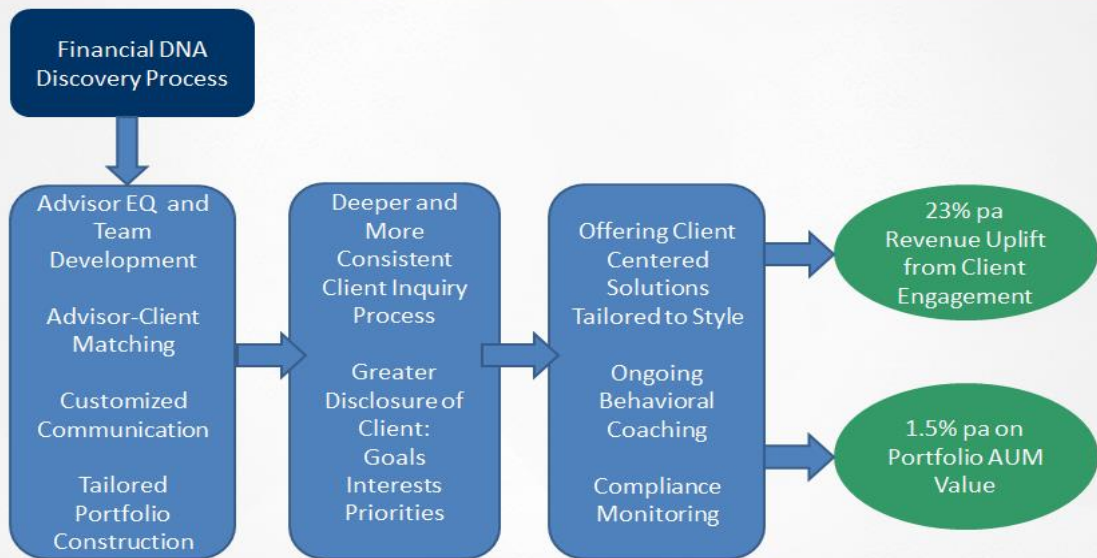 Financial DNA
Discovery Process
Advisor EQ and
Team
Development
Advisor-Client
Matching
Customized
Communication
Tailored
Portfolio
Construction
Deeper and
More
Consistent
Client Inquiry
Process
Greater
Disclosure of
Client:
Goals
Interests
Priorities
Offering Client
Centered
Solutions
Tailored to Style
Ongoing
Behavioral
Coaching
Compliance
Monitoring
23% pa
Revenue Uplift
from Client
Engagement
1.5% pa on
Portfolio AUM
Value